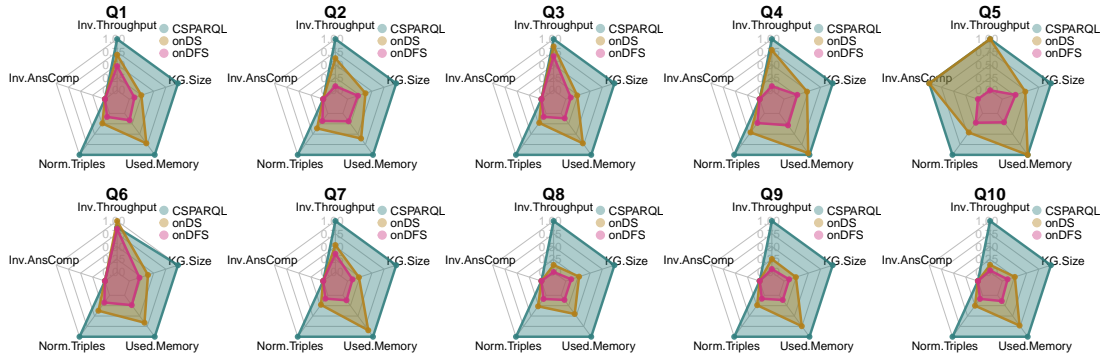 Q1
Inv.Throughput
CSPARQL
onDS
onDFS
Inv.AnsComp
KG.Size
Norm.Triples
Used.Memory
Q2
Inv.Throughput
CSPARQL
onDS
onDFS
Inv.AnsComp
KG.Size
Norm.Triples
Used.Memory
Q3
Inv.Throughput
CSPARQL
onDS
onDFS
Inv.AnsComp
KG.Size
Norm.Triples
Used.Memory
Q4
Inv.Throughput
CSPARQL
onDS
onDFS
Inv.AnsComp
KG.Size
Norm.Triples
Used.Memory
Q5
Inv.Throughput
CSPARQL
onDS
onDFS
Inv.AnsComp
KG.Size
Norm.Triples
Used.Memory
Q6
Inv.Throughput
CSPARQL
onDS
onDFS
Inv.AnsComp
KG.Size
Norm.Triples
Used.Memory
Q7
Inv.Throughput
CSPARQL
onDS
onDFS
Inv.AnsComp
KG.Size
Norm.Triples
Used.Memory
Q8
Inv.Throughput
CSPARQL
onDS
onDFS
Inv.AnsComp
KG.Size
Norm.Triples
Used.Memory
Q9
Inv.Throughput
CSPARQL
onDS
onDFS
Inv.AnsComp
KG.Size
Norm.Triples
Used.Memory
Q10
Inv.Throughput
CSPARQL
onDS
onDFS
Inv.AnsComp
KG.Size
Norm.Triples
Used.Memory